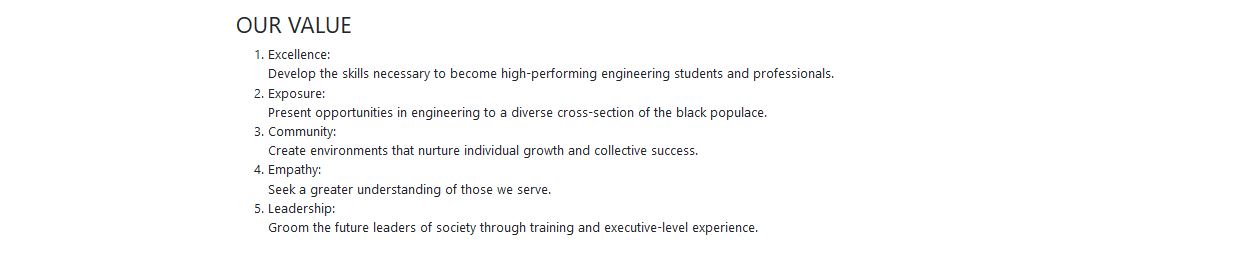 OUR VALUE
1. Excellence:
Develop the skills necessary to become high-performing engineering students and professionals.
2. Exposure:
Present opportunities in engineering to a diverse cross-section of the black populace.
3. Community:
Create environments that nurture individual growth and collective success.
4. Empathy:
Seek a greater understanding of those we serve.
5. Leadership:
Groom the future leaders of society through training and executive-level experience.